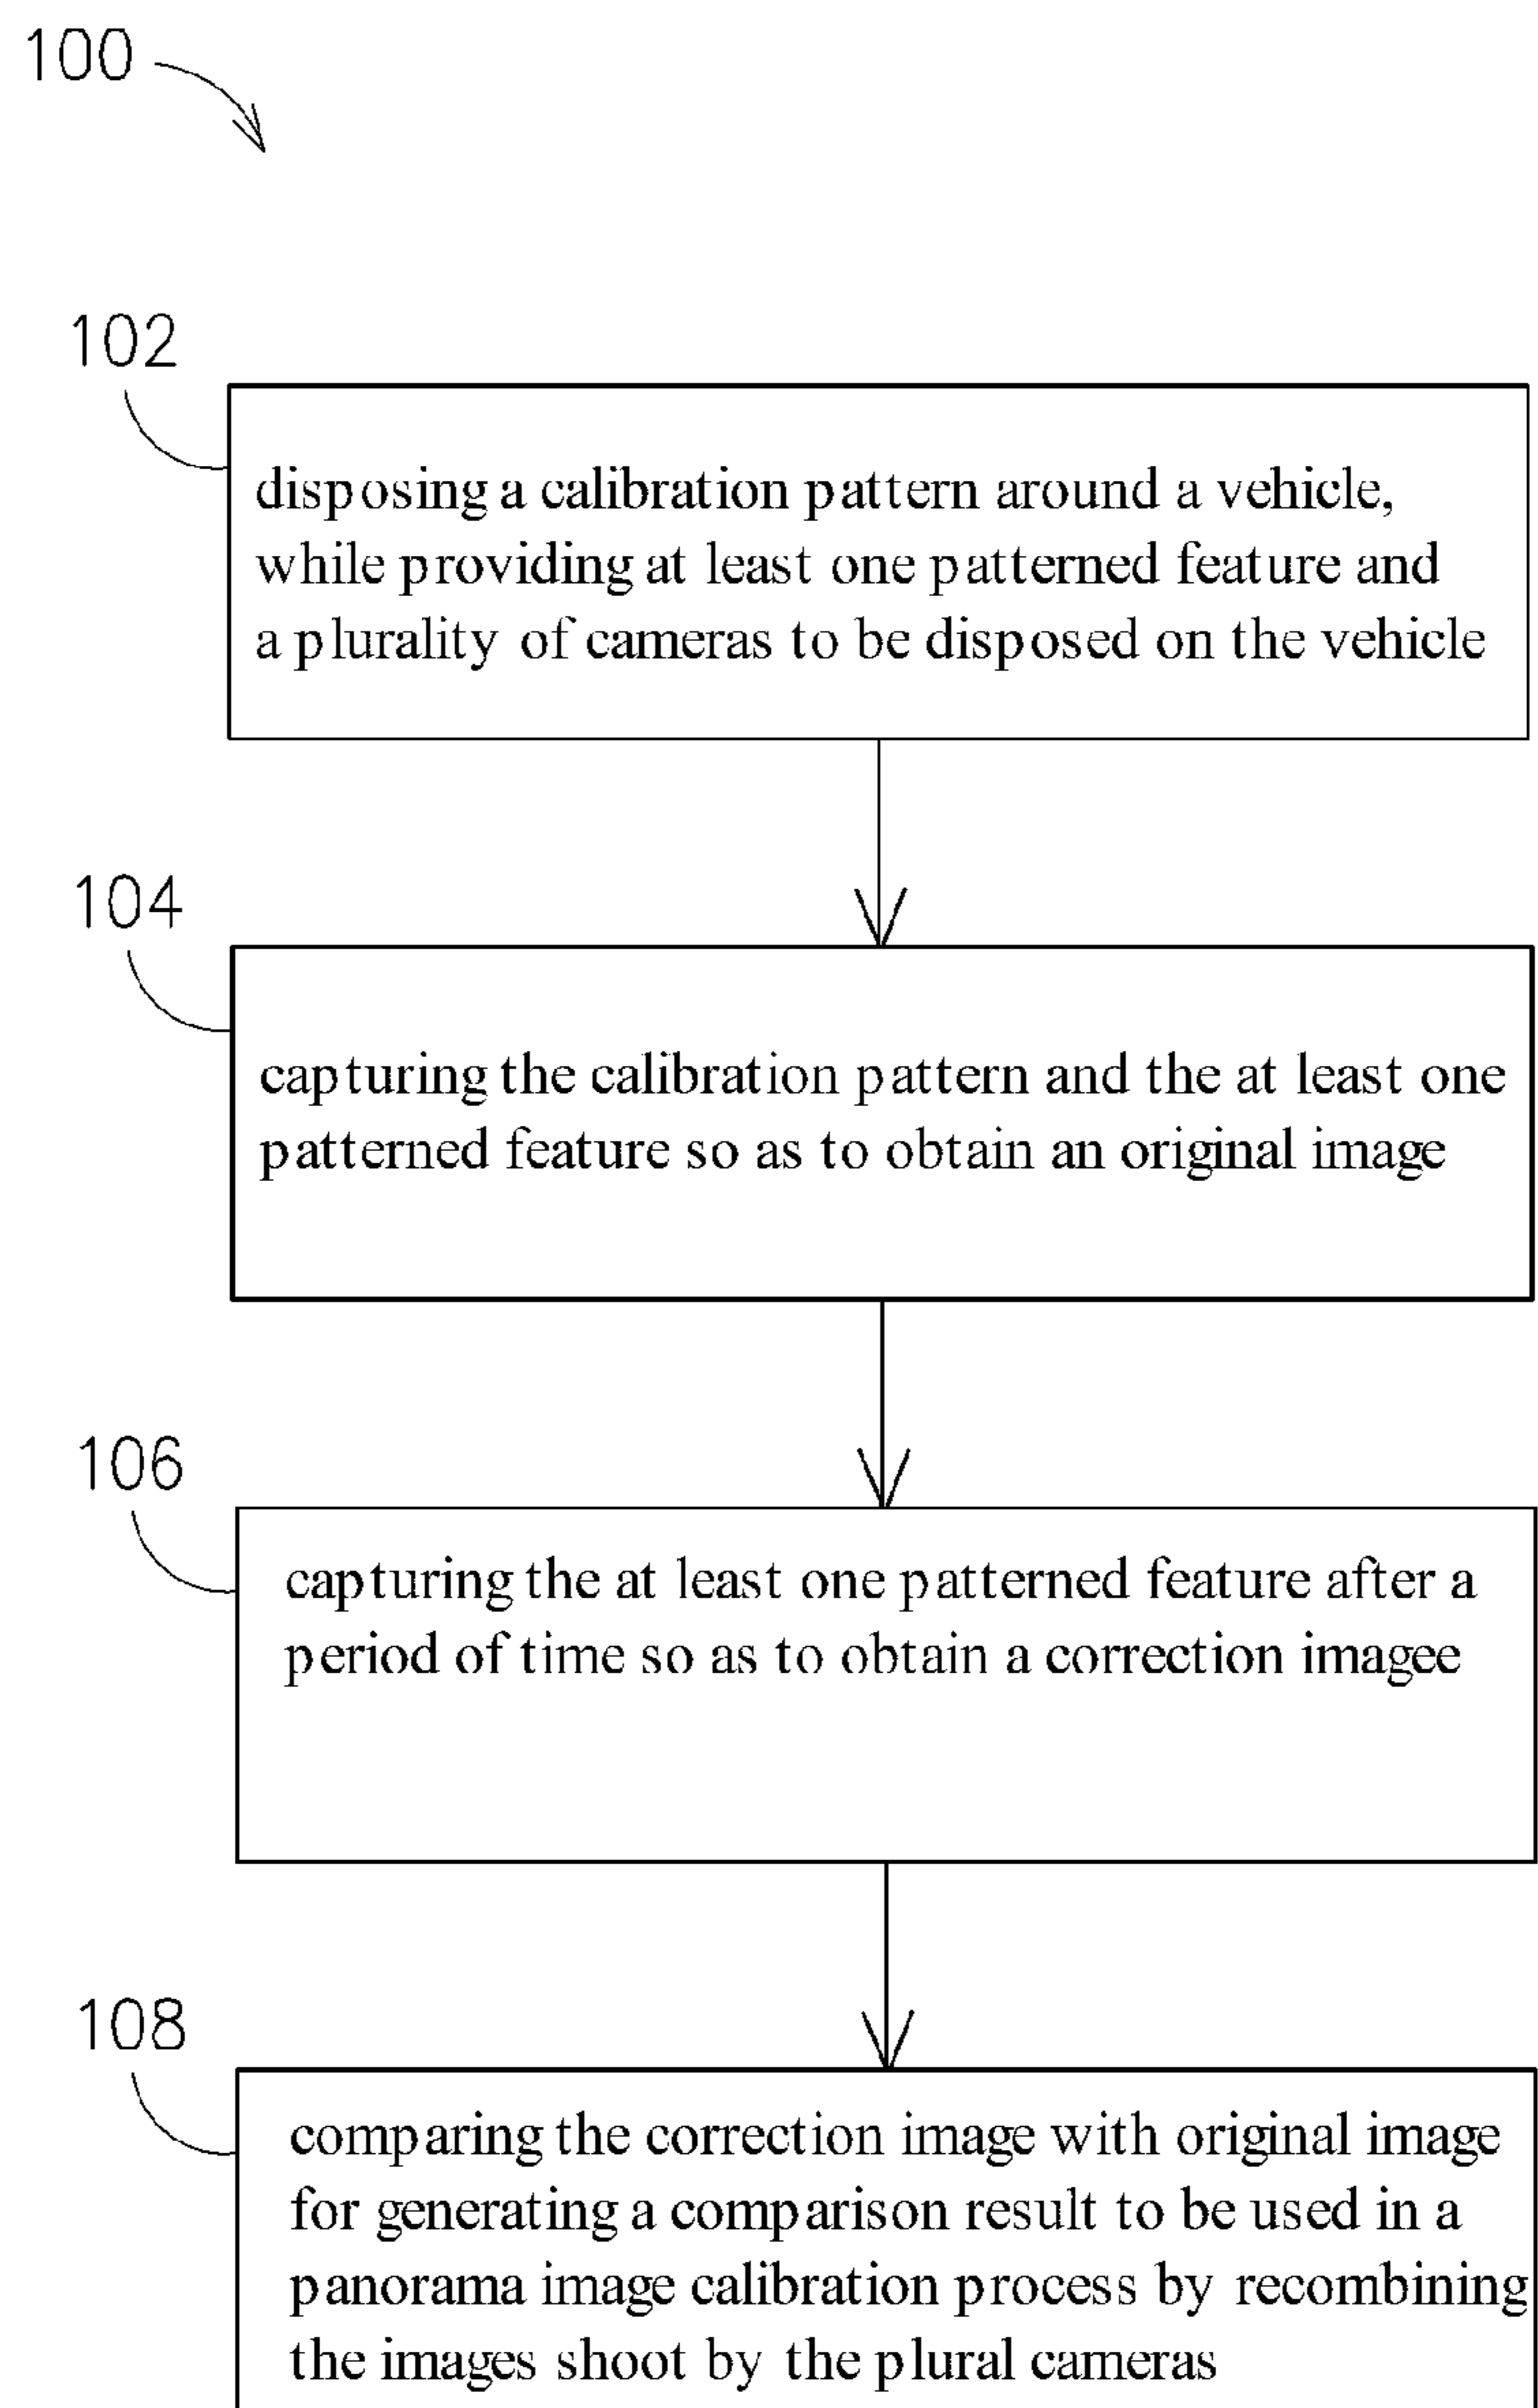 100
102
disposing a calibration pattern around a vehicle,
while providing at least one patterned feature and
a plurality of cameras to be disposed on the vehicle
104
capturing the calibration pattern and the at least one
patterned feature so as to obtain an original image
106
capturing the at least one patterned feature after a
period of time so as to obtain a correction imagee
108
comparing the correction image with original image
for generating a comparison result to be used in a
panorama image calibration process by recombining
the images shoot by the plural cameras